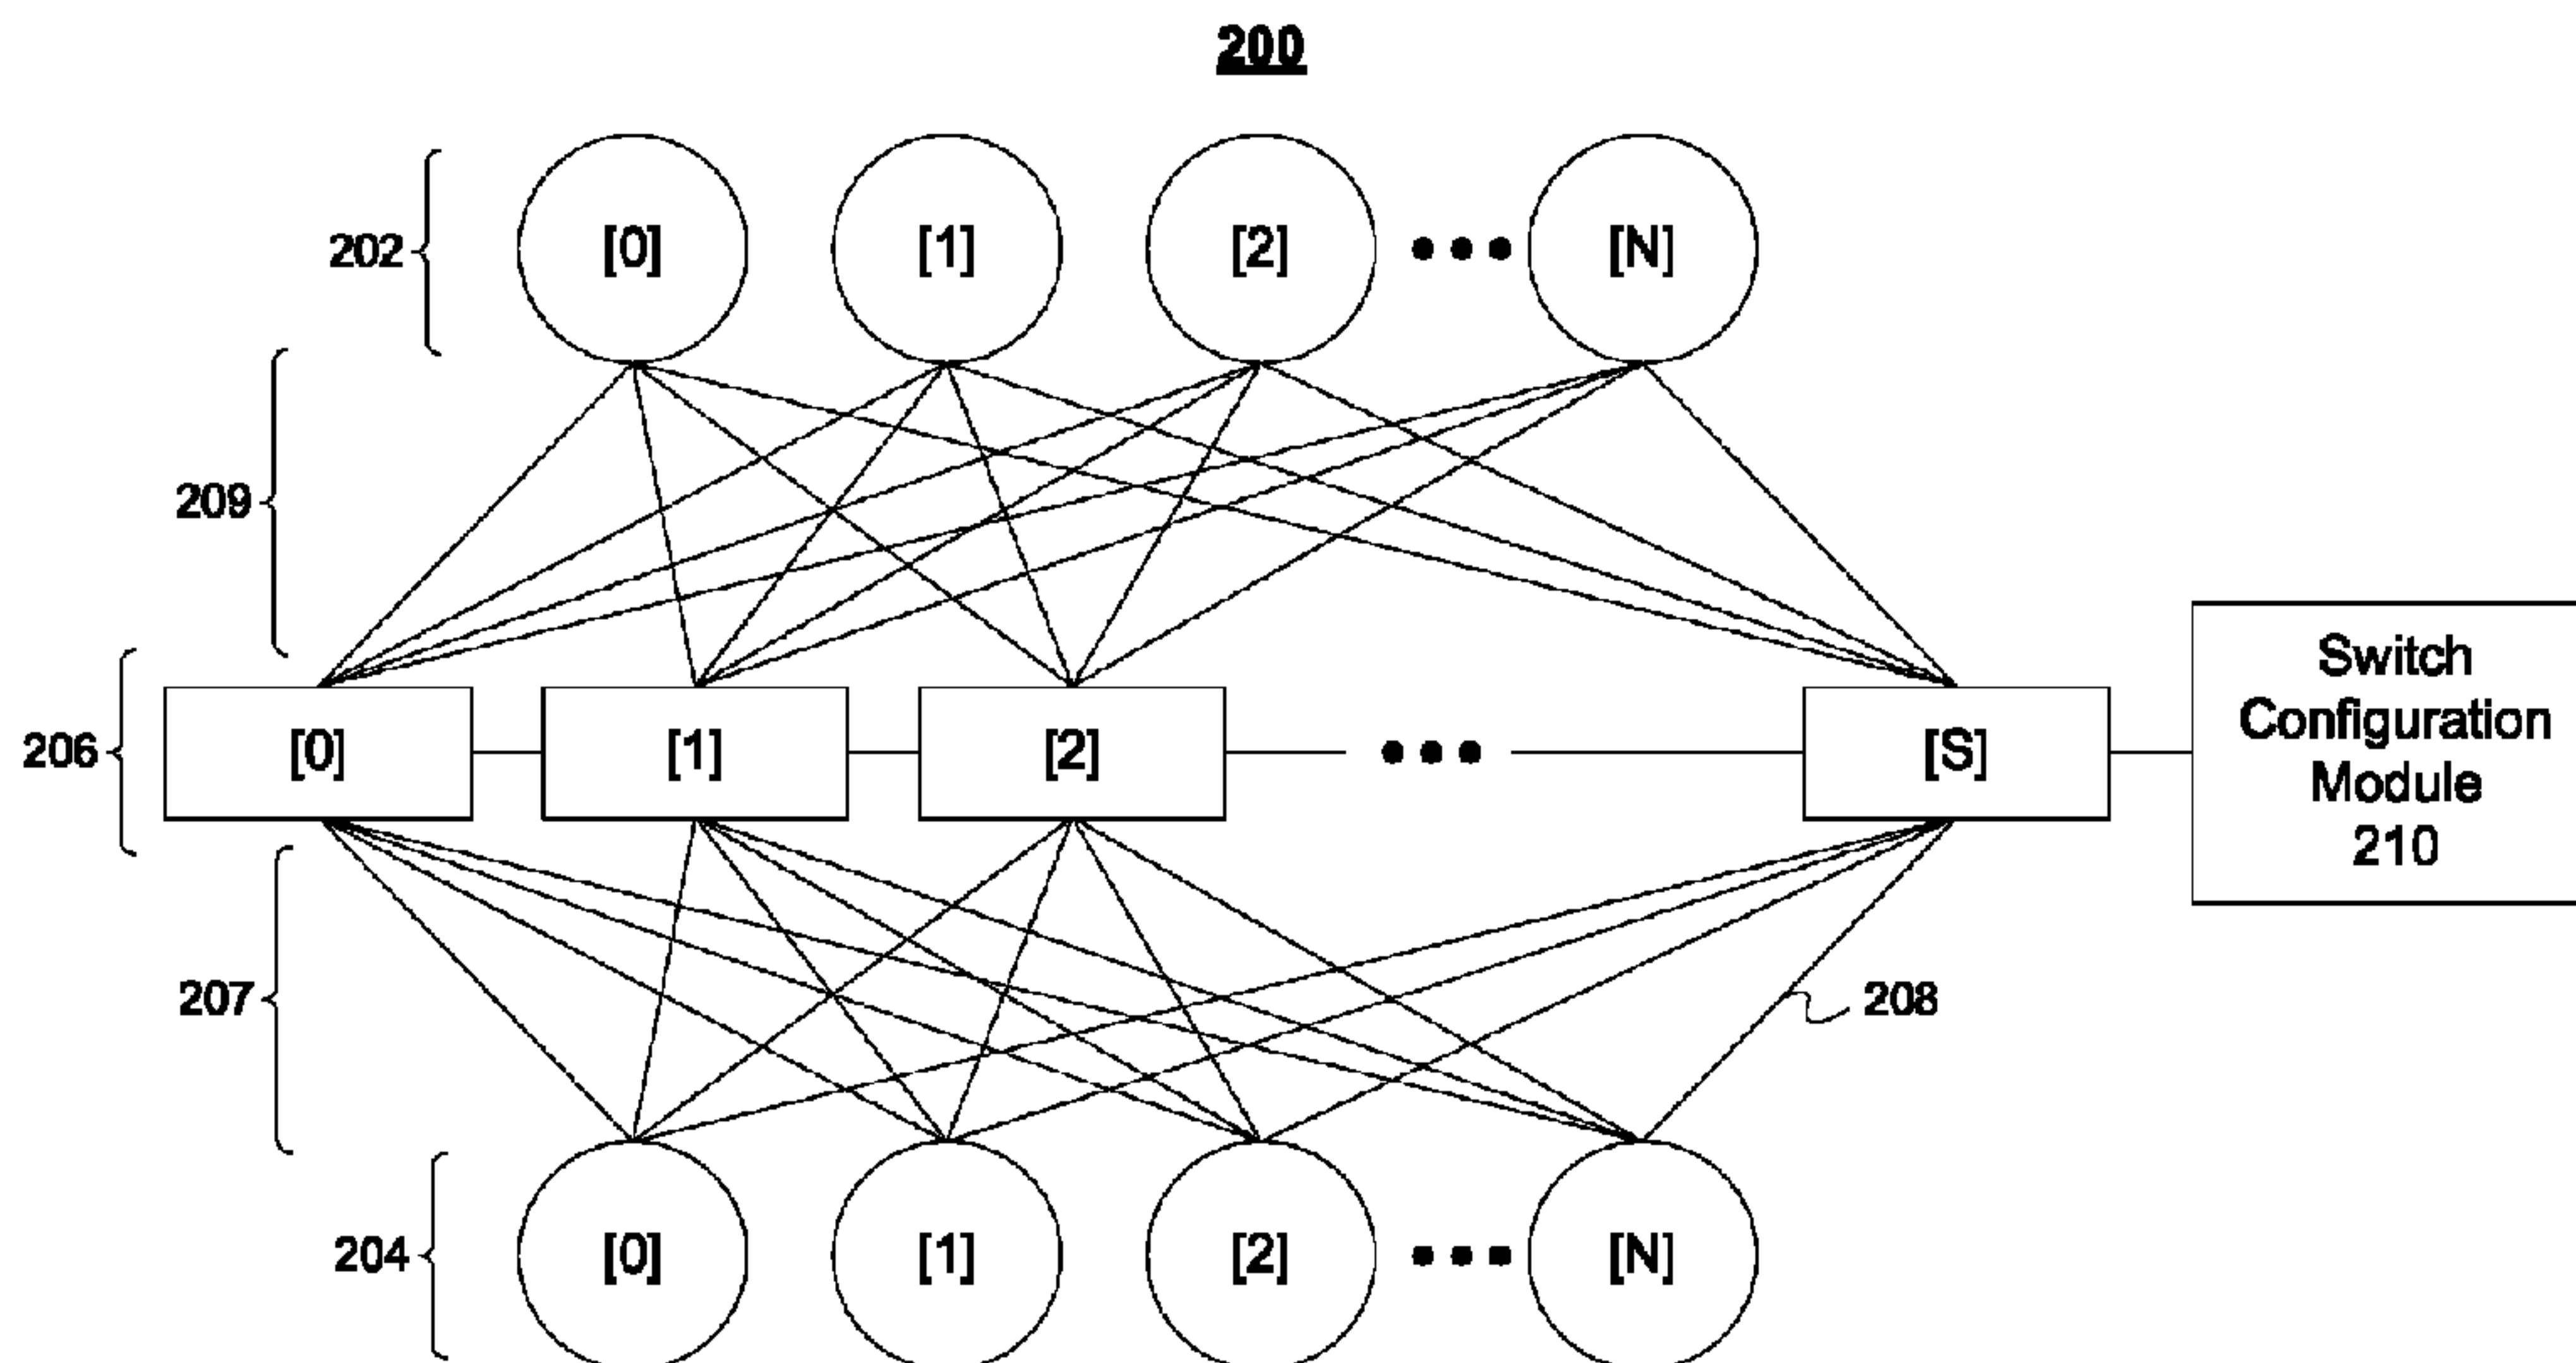 200
202
[0] [1] [2] ••• [N]
209
206
[0] [1] [2] ••• [S]
Switch
Configuration
Module
210
207
208
204
[0] [1] [2] ••• [N]